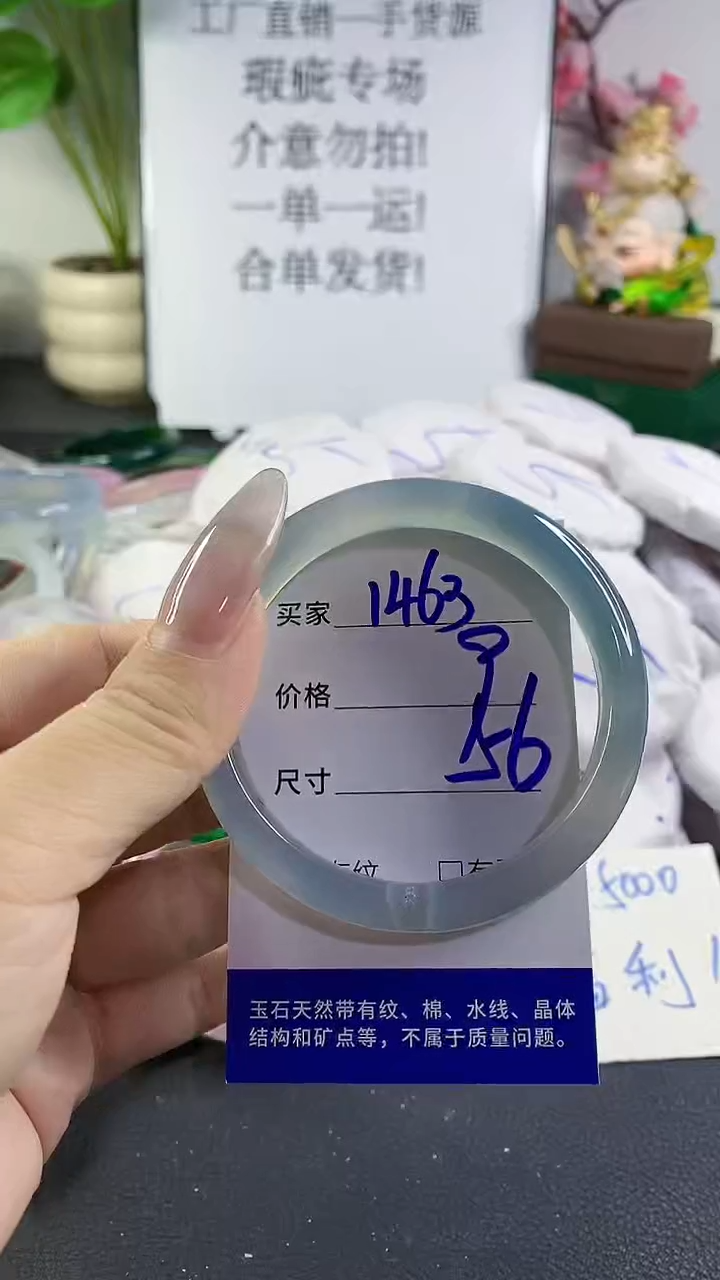 工厂直销一手货源
瑕疵专场
介意勿拍!
一单一运!
合单发货!
买家 1463
价格
尺寸 56
纹
5000
利
玉石天然带有纹、棉、水线、晶体
结构和矿点等，不属于质量问题。